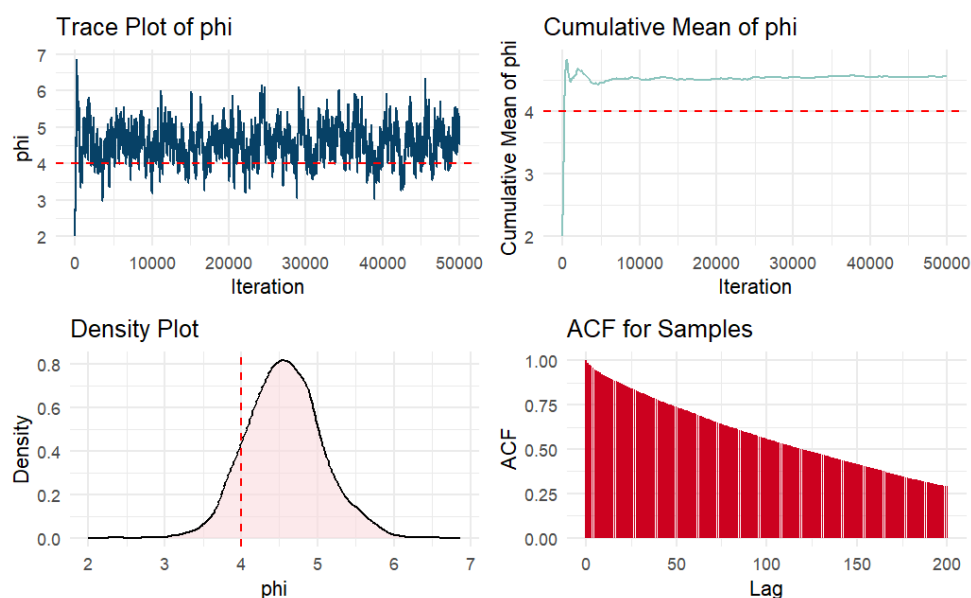 Trace Plot of phi
7
6
5
4
3
2
phi
0 10000 20000 30000 40000 50000
Iteration
Cumulative Mean of phi
4
3
2
Cumulative Mean of phi
0 10000 20000 30000 40000 50000
Iteration
Density Plot
0.8
0.6
0.4
0.2
0.0
Density
2 3 4 5 6 7
phi
ACF for Samples
1.00
0.75
0.50
0.25
0.00
ACF
0 50 100 150 200
Lag